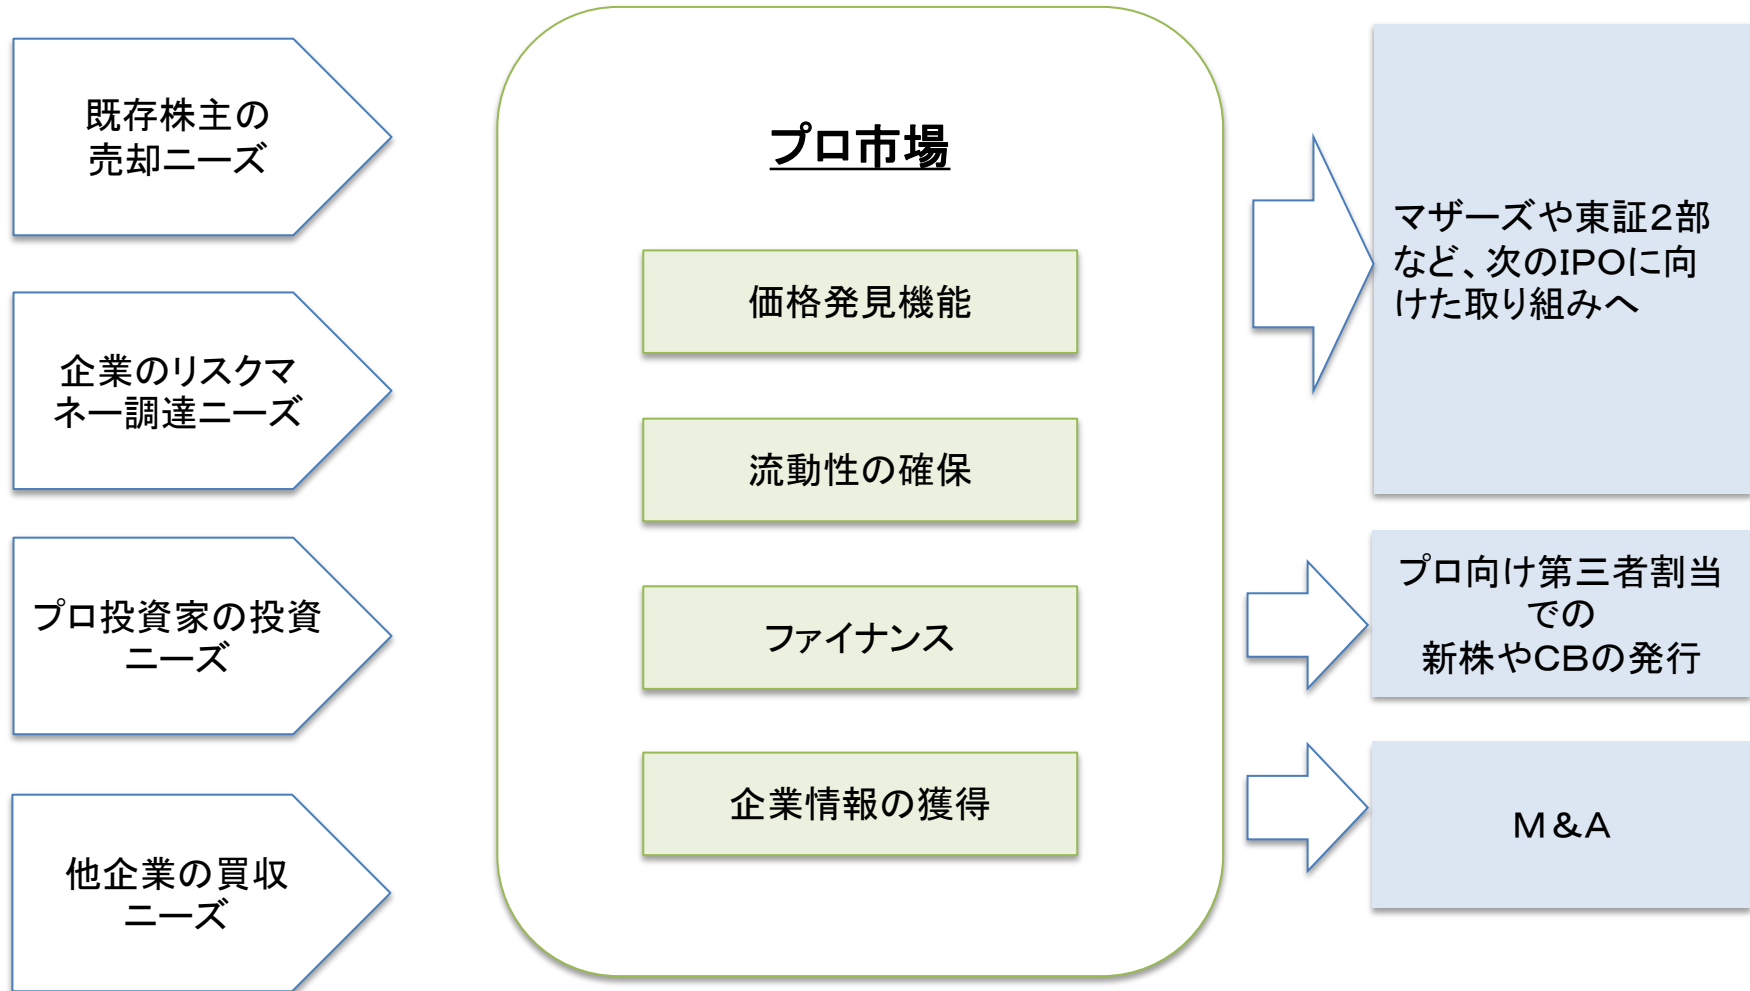 既存株主の
売却ニーズ
企業のリスクマ
ネー調達ニーズ
プロ投資家の投資
ニーズ
他企業の買収
ニーズ
プロ市場
価格発見機能
流動性の確保
ファイナンス
企業情報の獲得
マザーズや東証２部
など、次のIPOに向
けた取り組みへ
プロ向け第三者割当
での
新株やCBの発行
M＆A